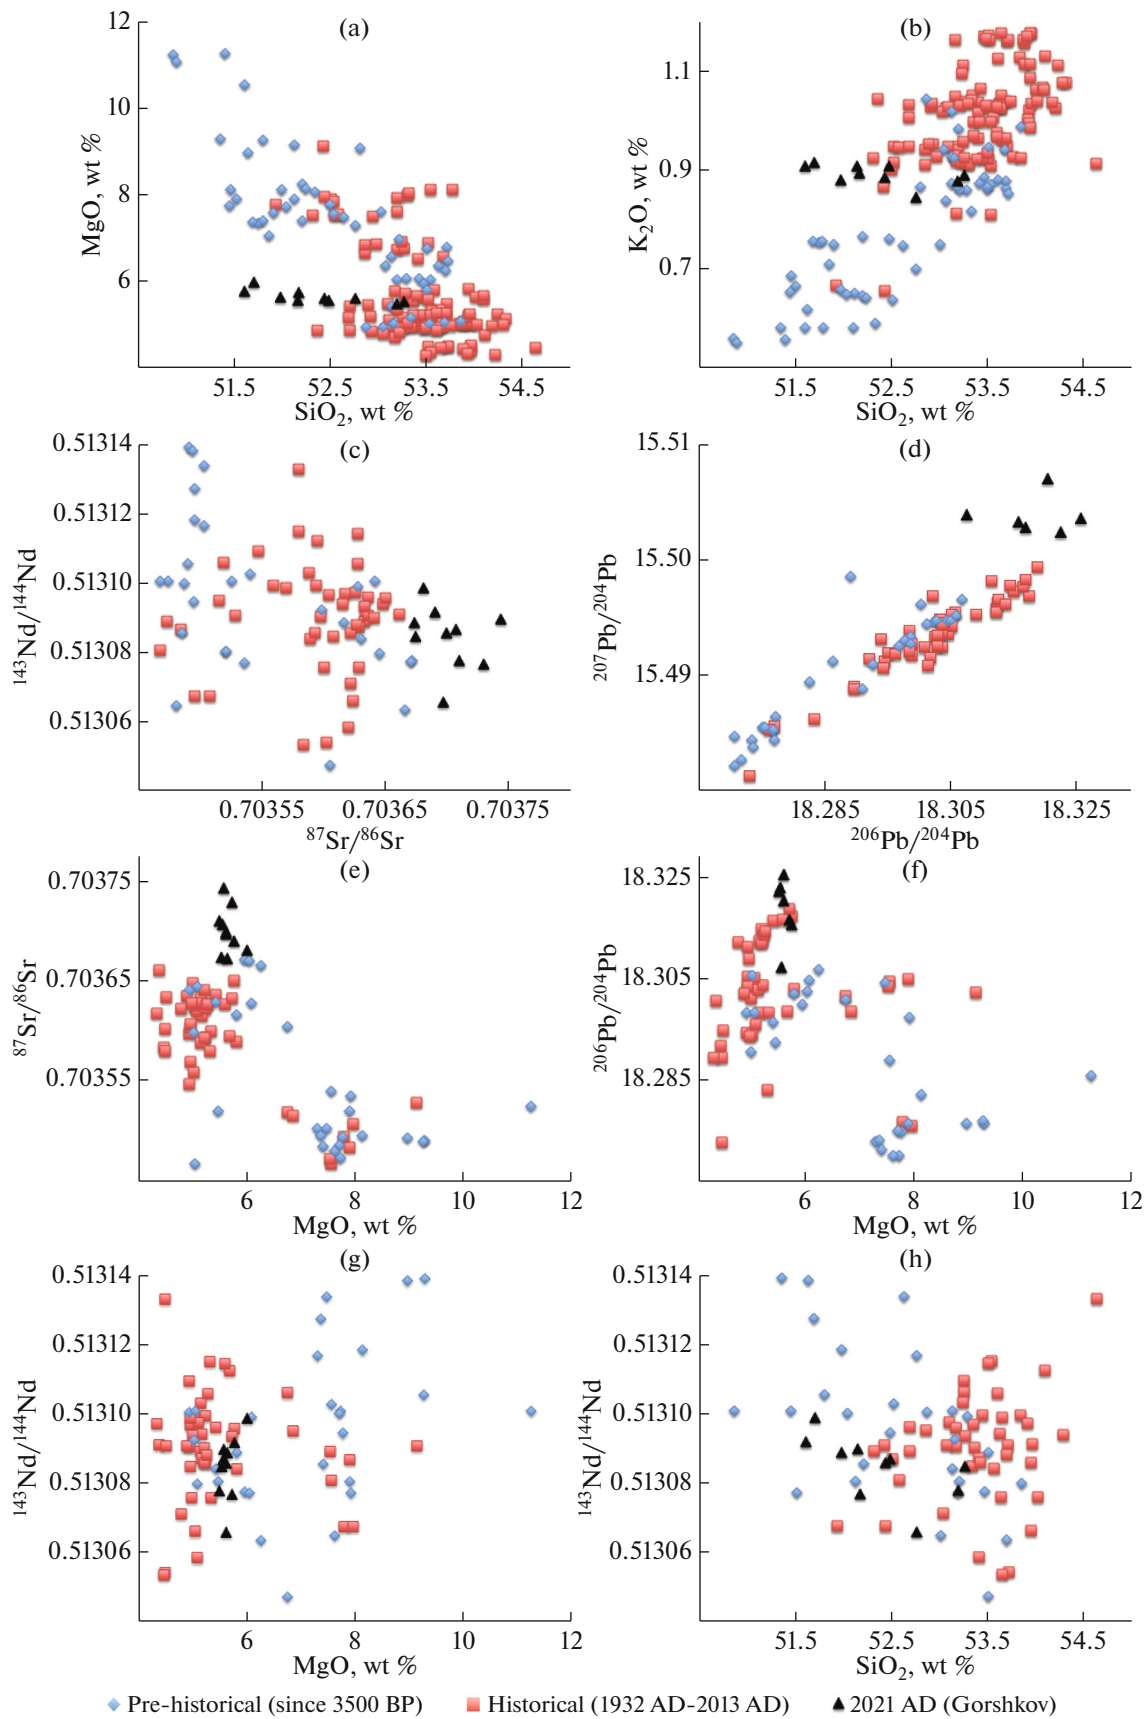 (a)
12
10
8
6
MgO, wt %
51.5 52.5 53.5 54.5
SiO₂, wt %
(b)
1.1
0.9
0.7
K₂O, wt %
51.5 52.5 53.5 54.5
SiO₂, wt %
(c)
0.51314
0.51312
0.51310
0.51308
0.51306
¹⁴³Nd/¹⁴⁴Nd
0.70355 0.70365 0.70375
⁸⁷Sr/⁸⁶Sr
(d)
15.51
15.50
15.49
²⁰⁷Pb/²⁰⁴Pb
18.285 18.305 18.325
²⁰⁶Pb/²⁰⁴Pb
(e)
0.70375
0.70365
0.70355
⁸⁷Sr/⁸⁶Sr
6 8 10 12
MgO, wt %
(f)
18.325
18.305
18.285
²⁰⁶Pb/²⁰⁴Pb
6 8 10 12
MgO, wt %
(g)
0.51314
0.51312
0.51310
0.51308
0.51306
¹⁴³Nd/¹⁴⁴Nd
6 8 10 12
MgO, wt %
(h)
0.51314
0.51312
0.51310
0.51308
0.51306
¹⁴³Nd/¹⁴⁴Nd
51.5 52.5 53.5 54.5
SiO₂, wt %
Pre-historical (since 3500 BP) Historical (1932 AD-2013 AD) 2021 AD (Gorshkov)